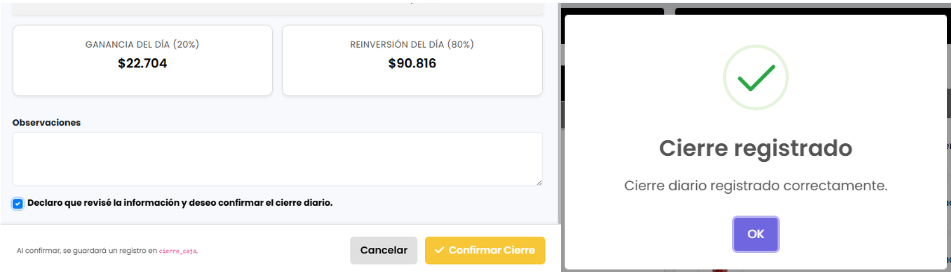 GANANCIA DEL DÍA (20%)
$22.704
REINVERSIÓN DEL DÍA (80%)
$90.816
Observaciones
Declaro que revisé la información y deseo confirmar el cierre diario.
Al confirmar, se guardará un registro en cierre_caja.
Cancelar
Confirmar Cierre
Cierre registrado
Cierre diario registrado correctamente.
OK